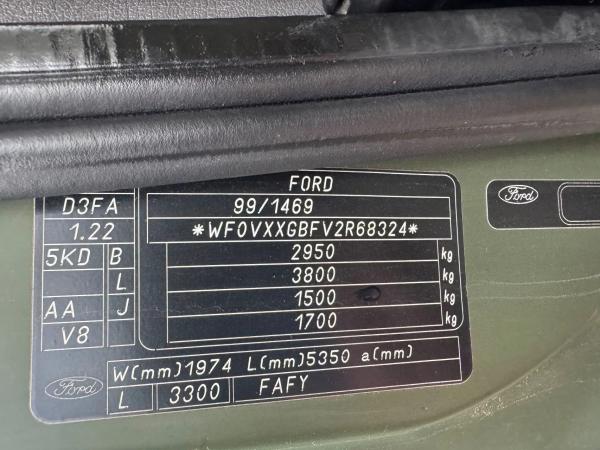 FORD
D3FA 99/1469
1.22 *WF0VXXGBFV2R68324*
5KD B 2950 kg
L 3800 kg
AA J 1500
V8 1700 kg
W(mm)1974 L(mm)5350 a(mm)
Ford L 3300 FAFY
Ford